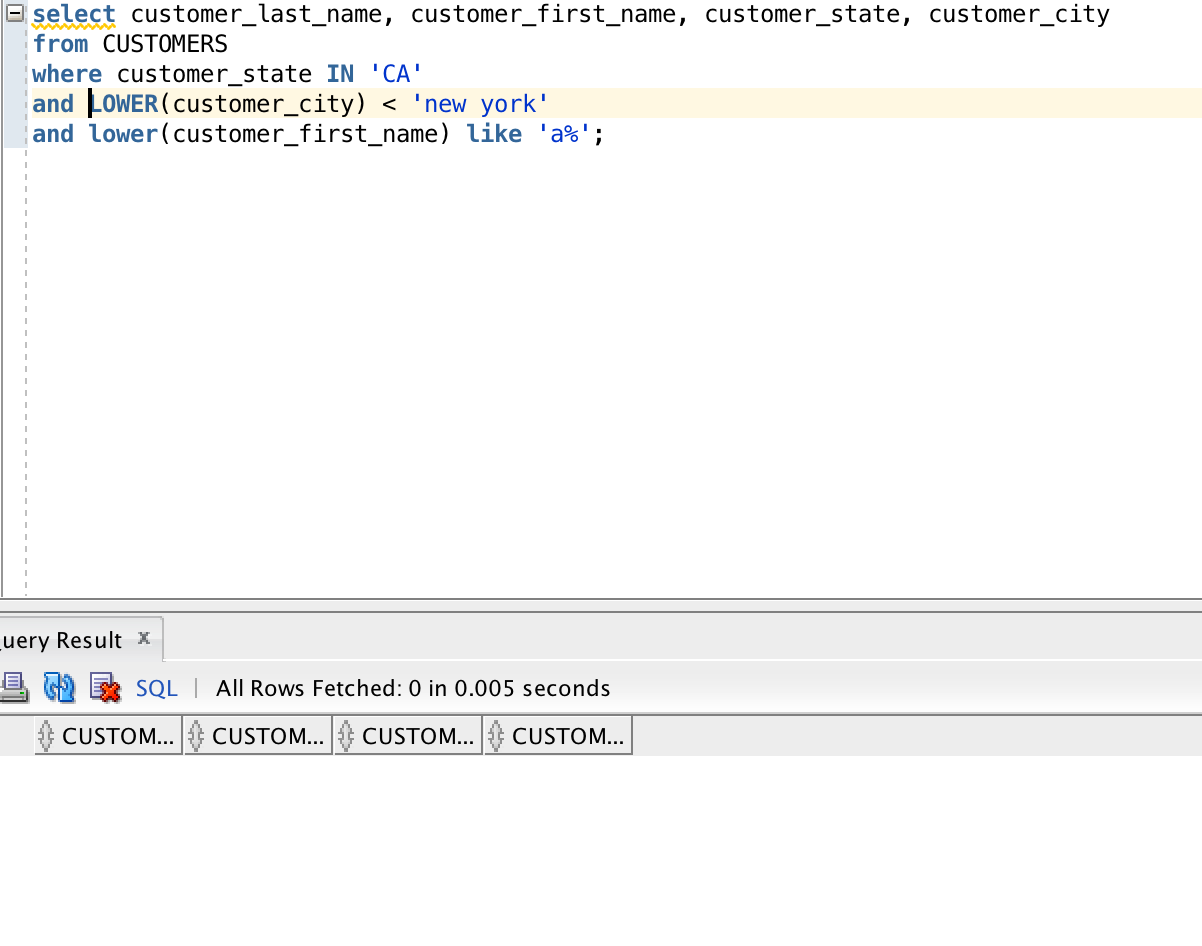 select customer_last_name, customer_first_name, customer_state, customer_city
from CUSTOMERS
where customer_state IN 'CA'
and LOWER(customer_city) < 'new york'
and lower(customer_first_name) like 'a%';
uery Result x
SQL | All Rows Fetched: 0 in 0.005 seconds
CUSTOM... CUSTOM... CUSTOM... CUSTOM...